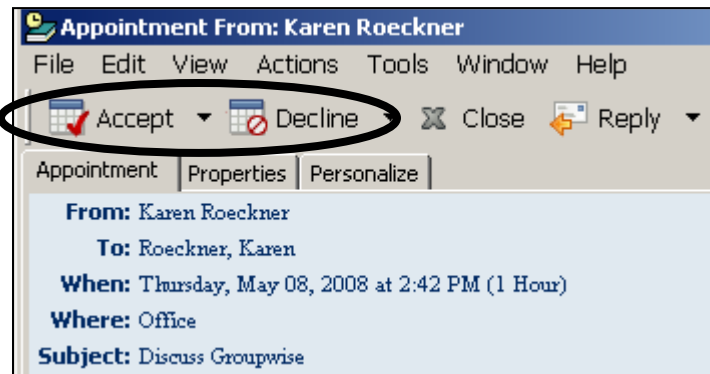 Appointment From: Karen Roeckner
File Edit View Actions Tools Window Help
Accept Decline Close Reply
Appointment Properties Personalize
From: Karen Roeckner
To: Roeckner, Karen
When: Thursday, May 08, 2008 at 2:42 PM (1 Hour)
Where: Office
Subject: Discuss Groupwise